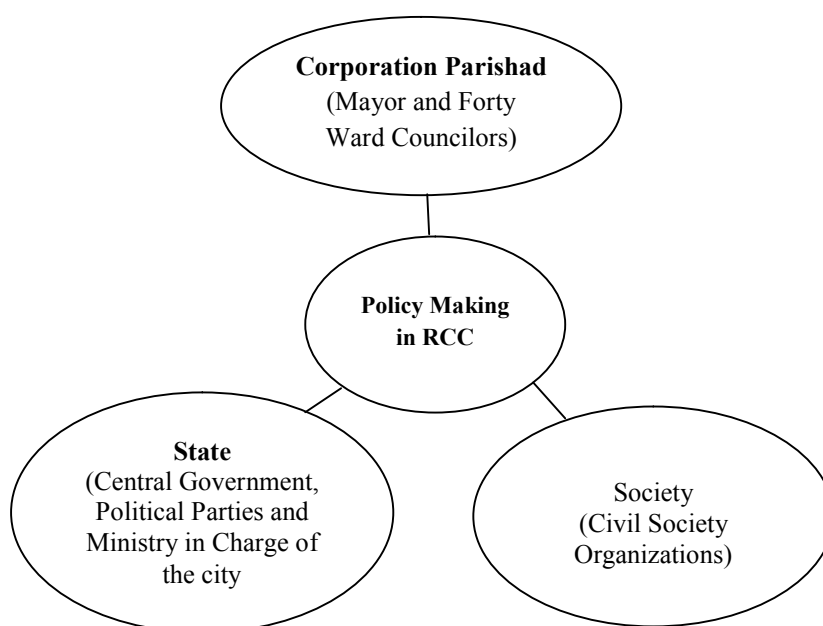 Corporation Parishad
(Mayor and Forty
Ward Councilors)
Policy Making
in RCC
State
(Central Government,
Political Parties and
Ministry in Charge of
the city
Society
(Civil Society
Organizations)